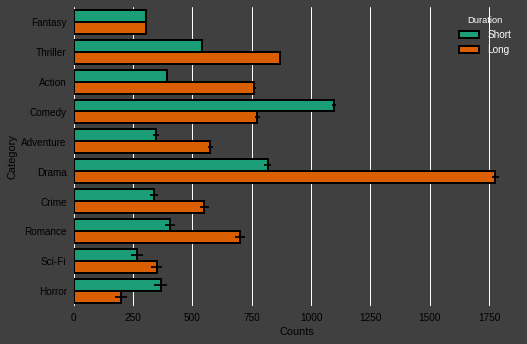 Duration
Short
Long
Category
Fantasy
Thriller
Action
Comedy
Adventure
Drama
Crime
Romance
Sci-Fi
Horror
0 250 500 750 1000 1250 1500 1750
Counts